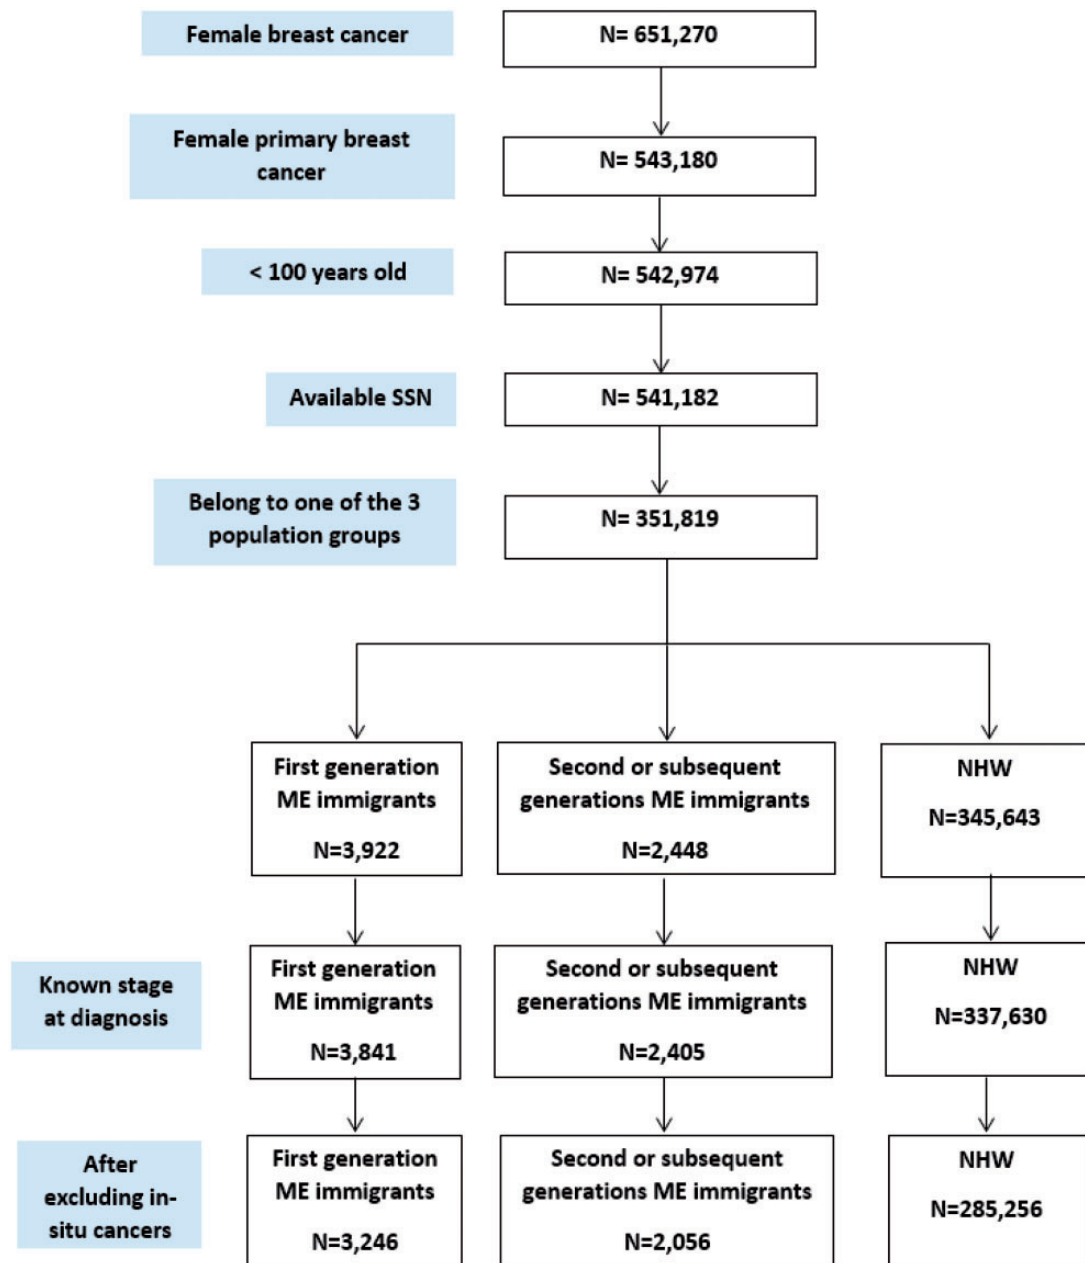 Female breast cancer
N= 651,270
Female primary breast
cancer
N= 543,180
< 100 years old
N= 542,974
Available SSN
N= 541,182
Belong to one of the 3
population groups
N= 351,819
First generation
ME immigrants
N=3,922
Second or subsequent
generations ME immigrants
N=2,448
NHW
N=345,643
Known stage
at diagnosis
First generation
ME immigrants
N=3,841
Second or subsequent
generations ME immigrants
N=2,405
NHW
N=337,630
After
excluding in-
situ cancers
First generation
ME immigrants
N=3,246
Second or subsequent
generations ME immigrants
N=2,056
NHW
N=285,256